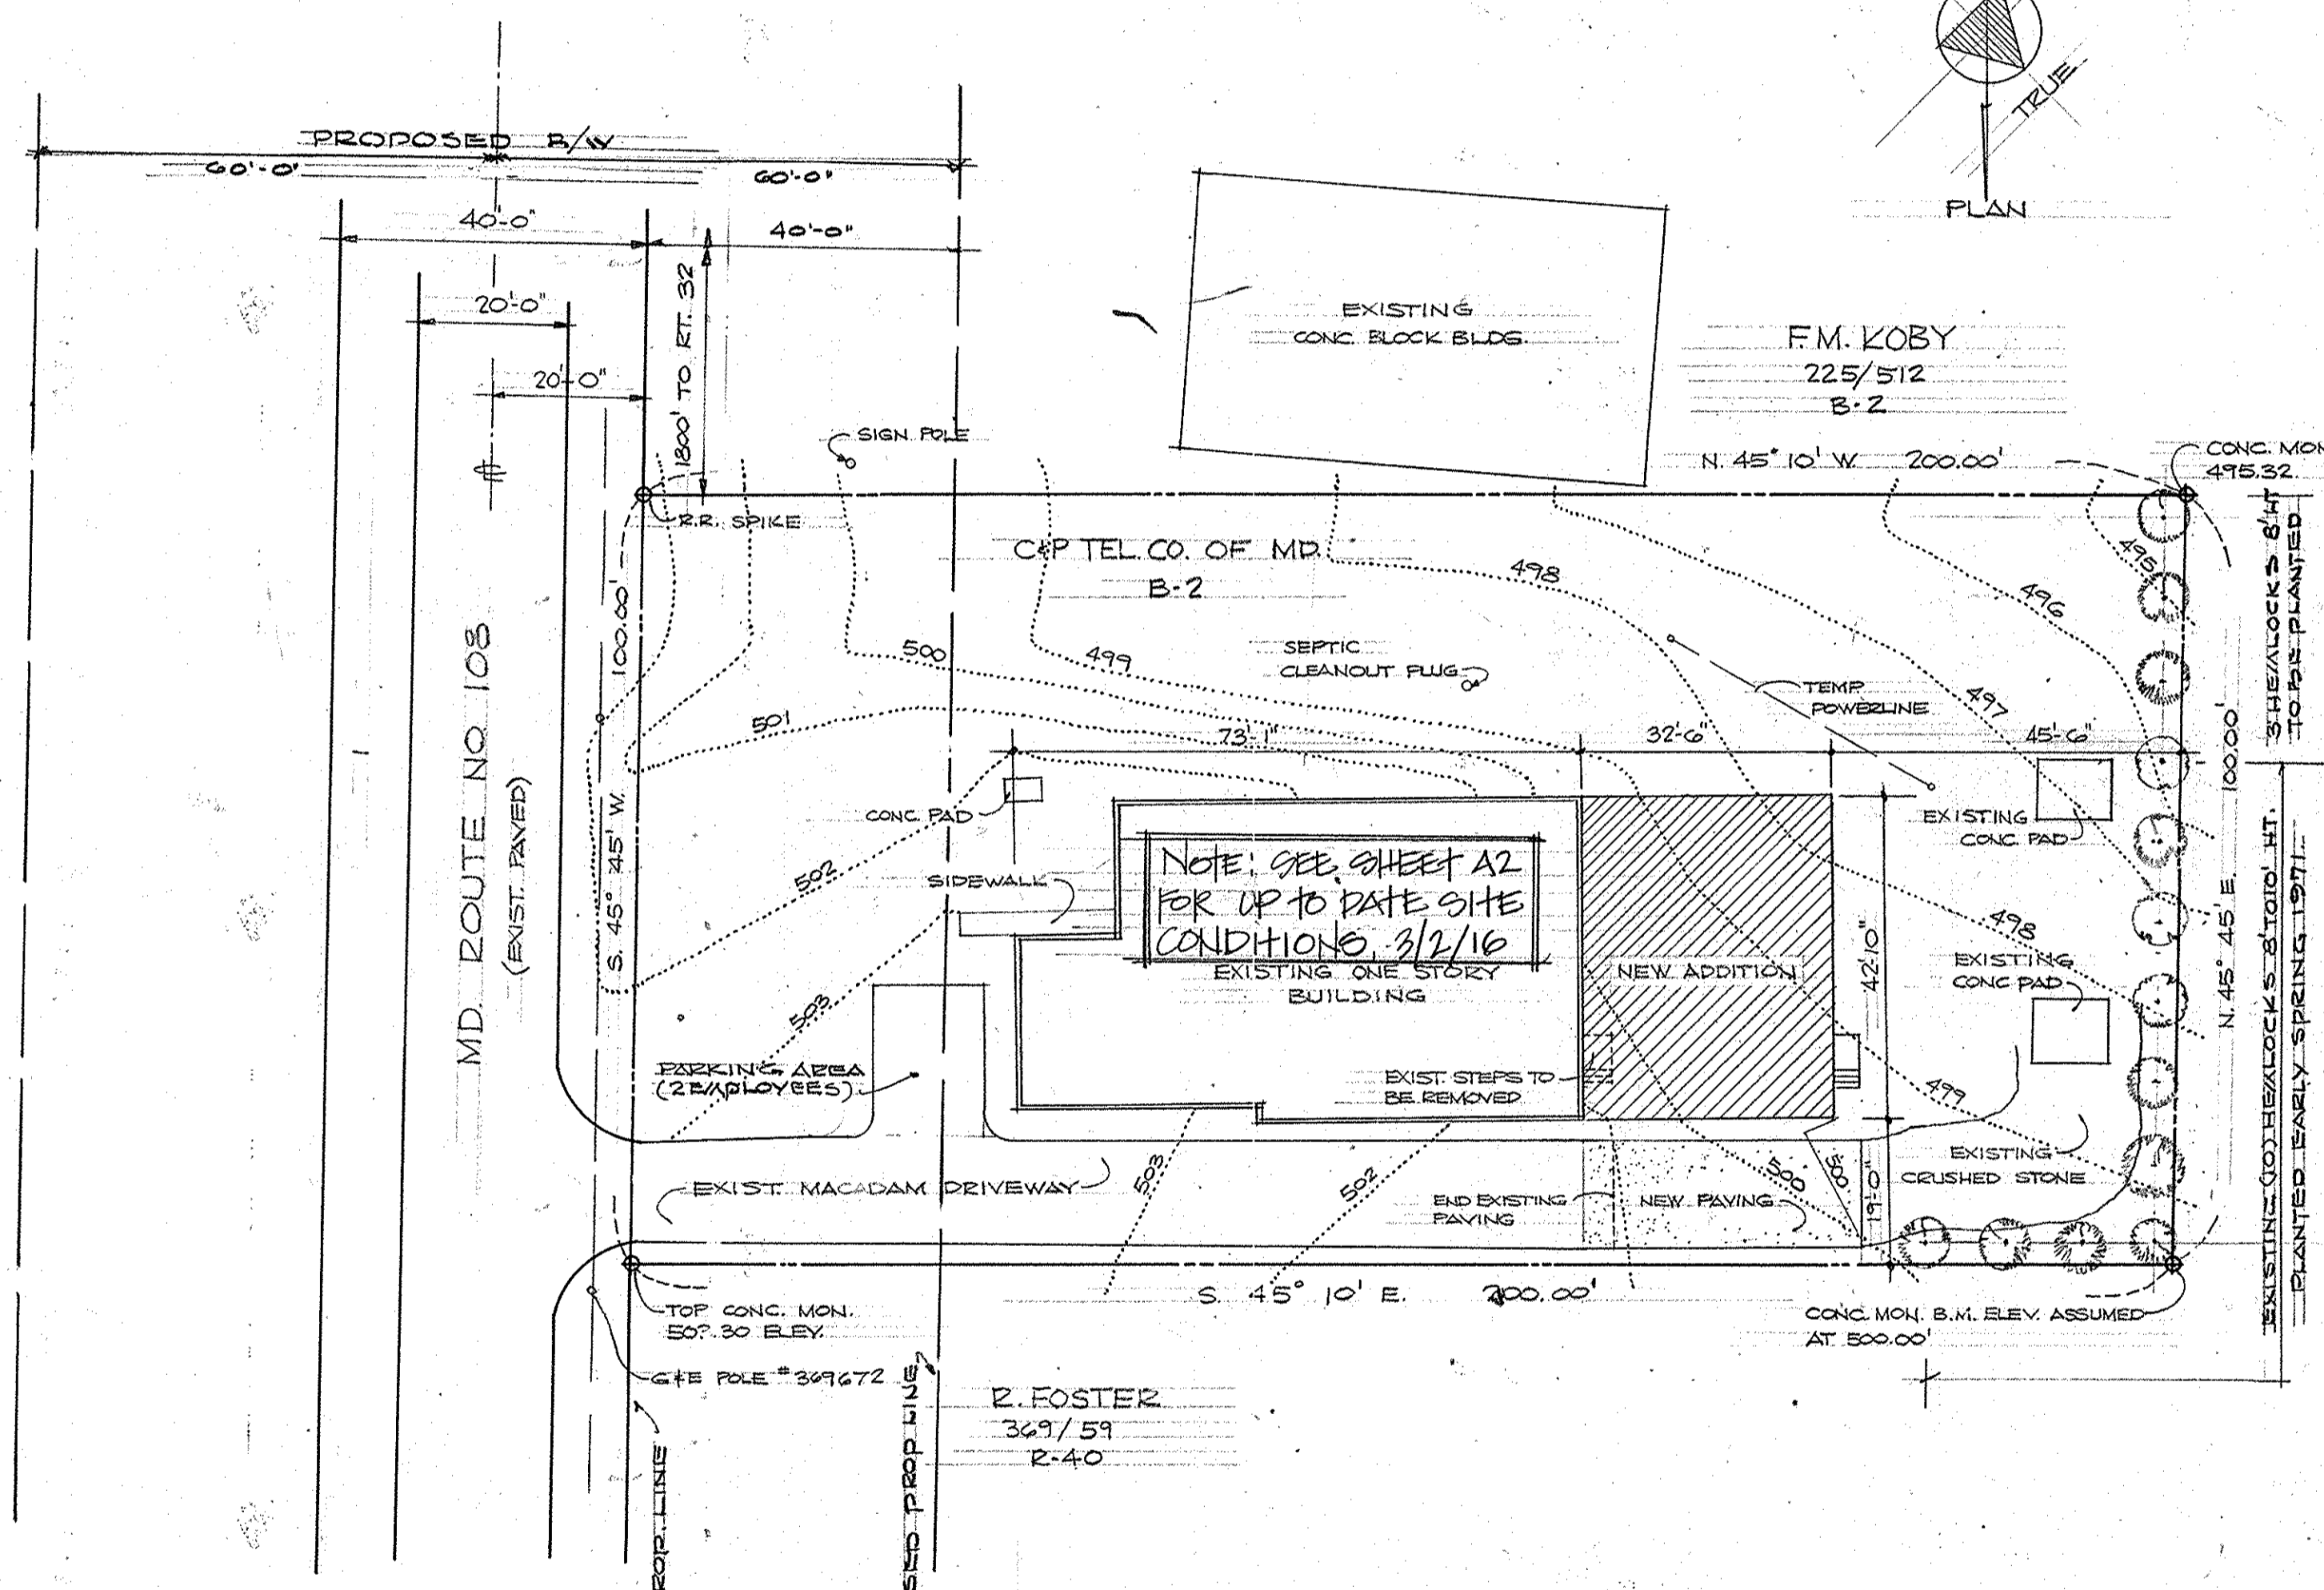 TRUE
PLAN
PROPOSED R/W
60'-0" 60'-0"
40'-0" 40'-0"
20'-0"
20'-0"
1800' TO RT. 32
EXISTING
CONC. BLOCK BLDG.
F.M. KOBY
225/512
B-2
SIGN POLE
N. 45° 10' W. 200.00'
CONC. MON.
495.32
R.R. SPIKE
C&P TEL. CO. OF MD.
B-2
498
495
496
3 HEMLOCKS 8' HT
TO BE PLANTED
500
499
SEPTIC
CLEANOUT PLUG
TEMP.
POWERLINE
497
501
73'-1"
32'-6"
45'-6"
S. 45° 45' W. 100.00'
N. 45° 45' E. 100.00'
MD. ROUTE NO. 108
(EXIST. PAVED)
CONC. PAD
EXISTING
CONC. PAD
NOTE: SEE SHEET A2
FOR UP TO DATE SITE
CONDITIONS, 3/2/16
EXISTING ONE STORY
BUILDING
NEW ADDITION
502
SIDEWALK
42'-10"
498
EXISTING
CONC PAD
503
PARKING AREA
(2 EMPLOYEES)
EXIST. STEPS TO
BE REMOVED
499
EXISTING
CRUSHED STONE
EXIST. MACADAM DRIVEWAY
503
502
END EXISTING
PAVING
NEW PAVING
500
19'-0"
EXISTING (10) HEMLOCKS 8' TO 10' HT.
PLANTED EARLY SPRING 1971
S. 45° 10' E. 200.00'
TOP CONC. MON.
30 ELEV.
CONC. MON. B.M. ELEV. ASSUMED
AT 500.00'
G&E POLE #369672
R. FOSTER
369/59
R-40
ROP. LINE
SED PROP LINE